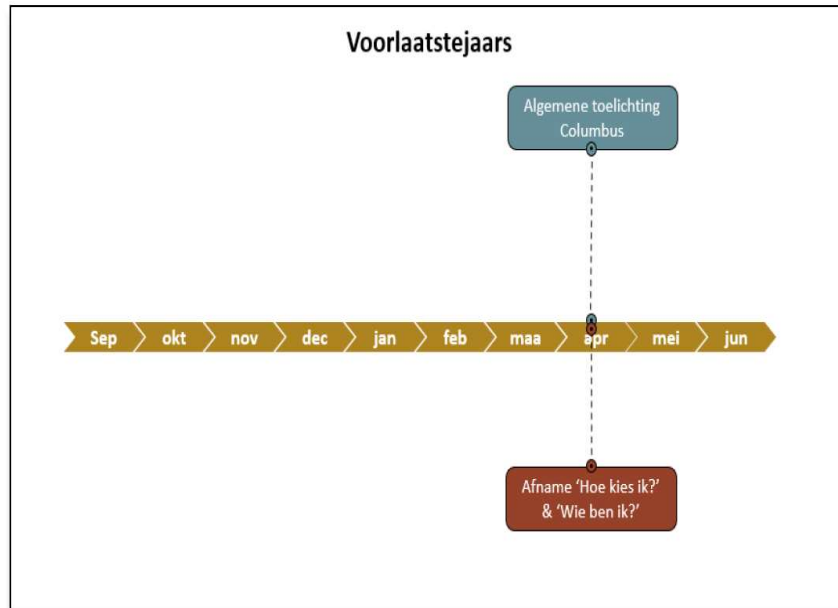 Voorlaatstejaars
Algemene toelichting
Columbus
Sep okt nov dec jan feb maa apr mei jun
Afname ‘Hoe kies ik?’
& ‘Wie ben ik?’